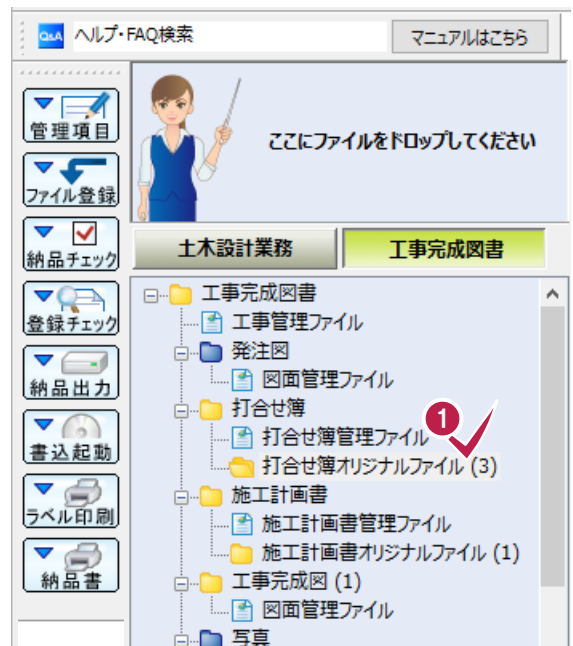 Q&A ヘルプ・FAQ検索 マニュアルはこちら
管理項目
ファイル登録
納品チェック
登録チェック
納品出力
書込起動
ラベル印刷
納品書
ここにファイルをドロップしてください
土木設計業務 工事完成図書
工事完成図書
工事管理ファイル
発注図
図面管理ファイル
打合せ簿
1
打合せ簿管理ファイル
打合せ簿オリジナルファイル (3)
施工計画書
施工計画書管理ファイル
施工計画書オリジナルファイル (1)
工事完成図 (1)
図面管理ファイル
写真